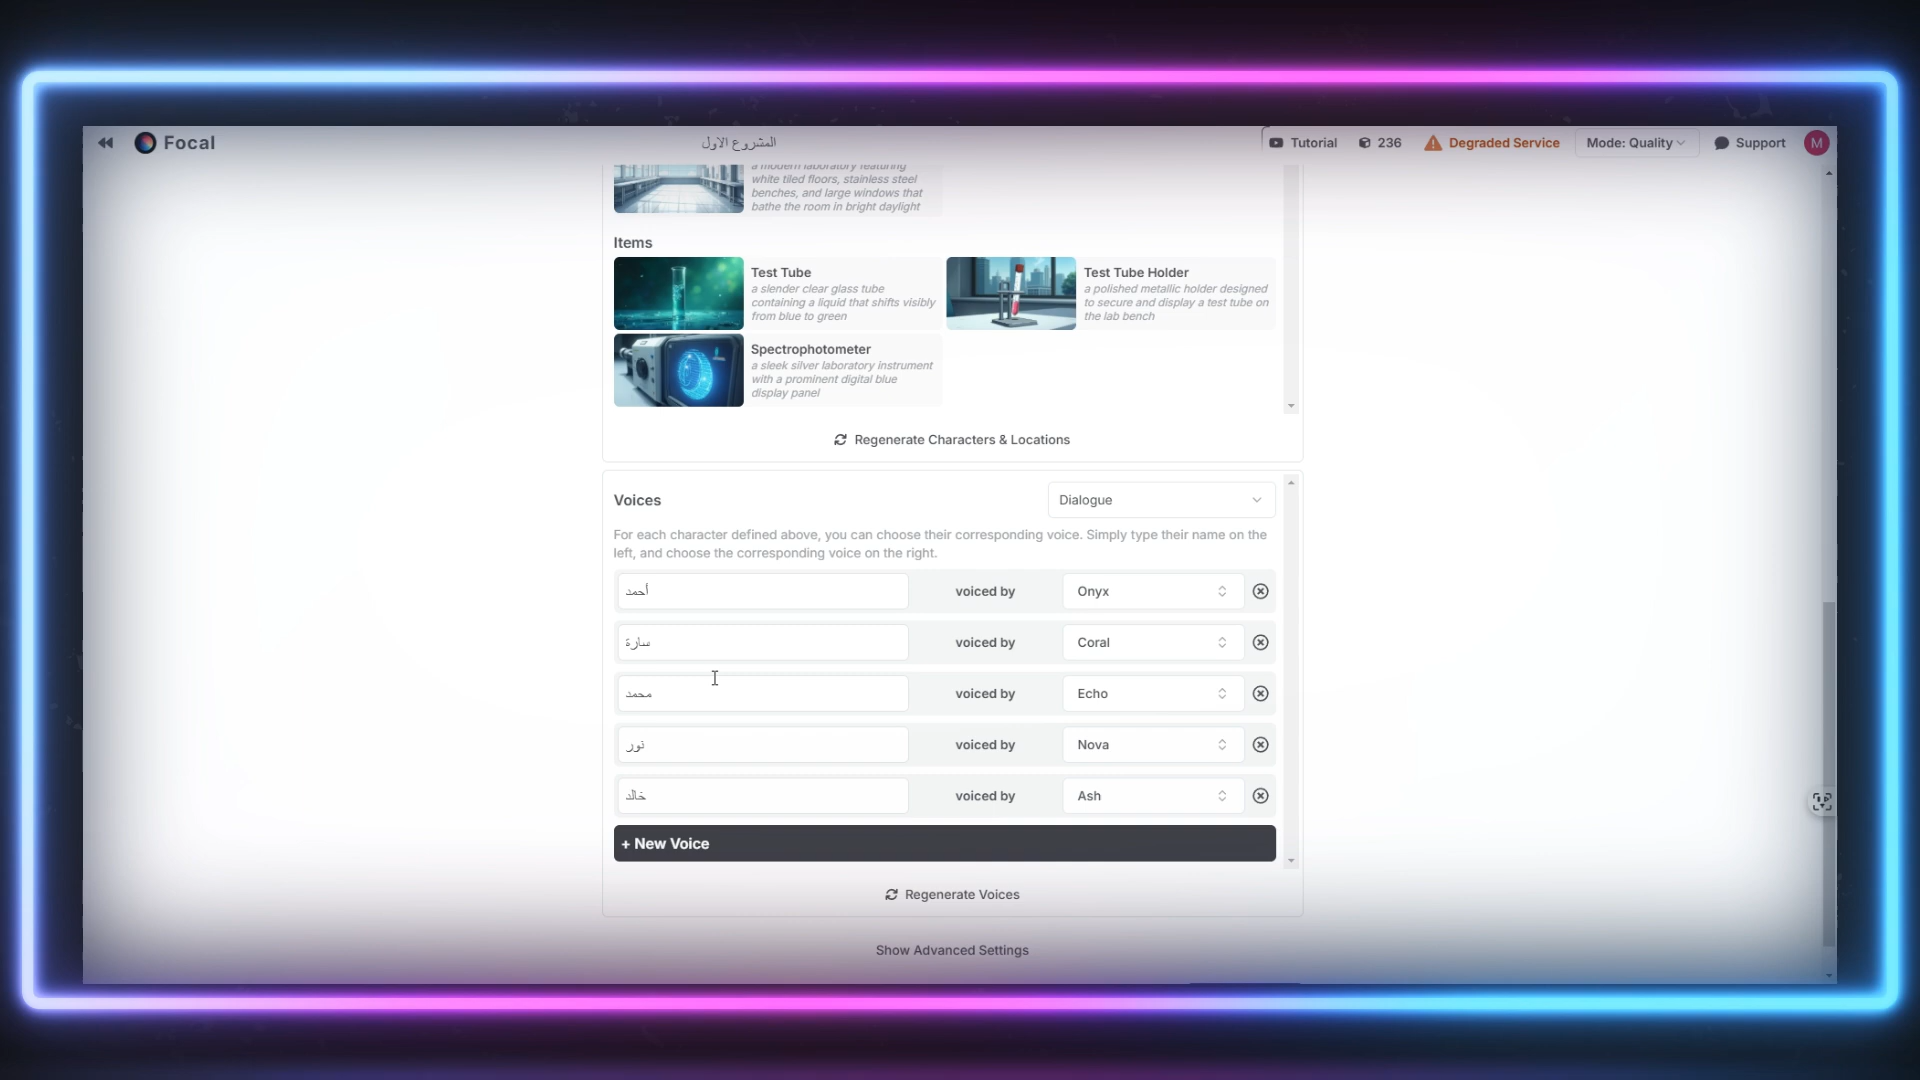 Focal
المشروع الاول
Tutorial
236
Degraded Service
Mode: Quality
Support
M
a modern laboratory featuring
white tiled floors, stainless steel
benches, and large windows that
bathe the room in bright daylight
Items
Test Tube
a slender clear glass tube
containing a liquid that shifts visibly
from blue to green
Test Tube Holder
a polished metallic holder designed
to secure and display a test tube on
the lab bench
Spectrophotometer
a sleek silver laboratory instrument
with a prominent digital blue
display panel
Regenerate Characters & Locations
Voices
Dialogue
For each character defined above, you can choose their corresponding voice. Simply type their name on the
left, and choose the corresponding voice on the right.
أحمد voiced by Onyx
سارة voiced by Coral
محمد voiced by Echo
نور voiced by Nova
خالد voiced by Ash
+ New Voice
Regenerate Voices
Show Advanced Settings